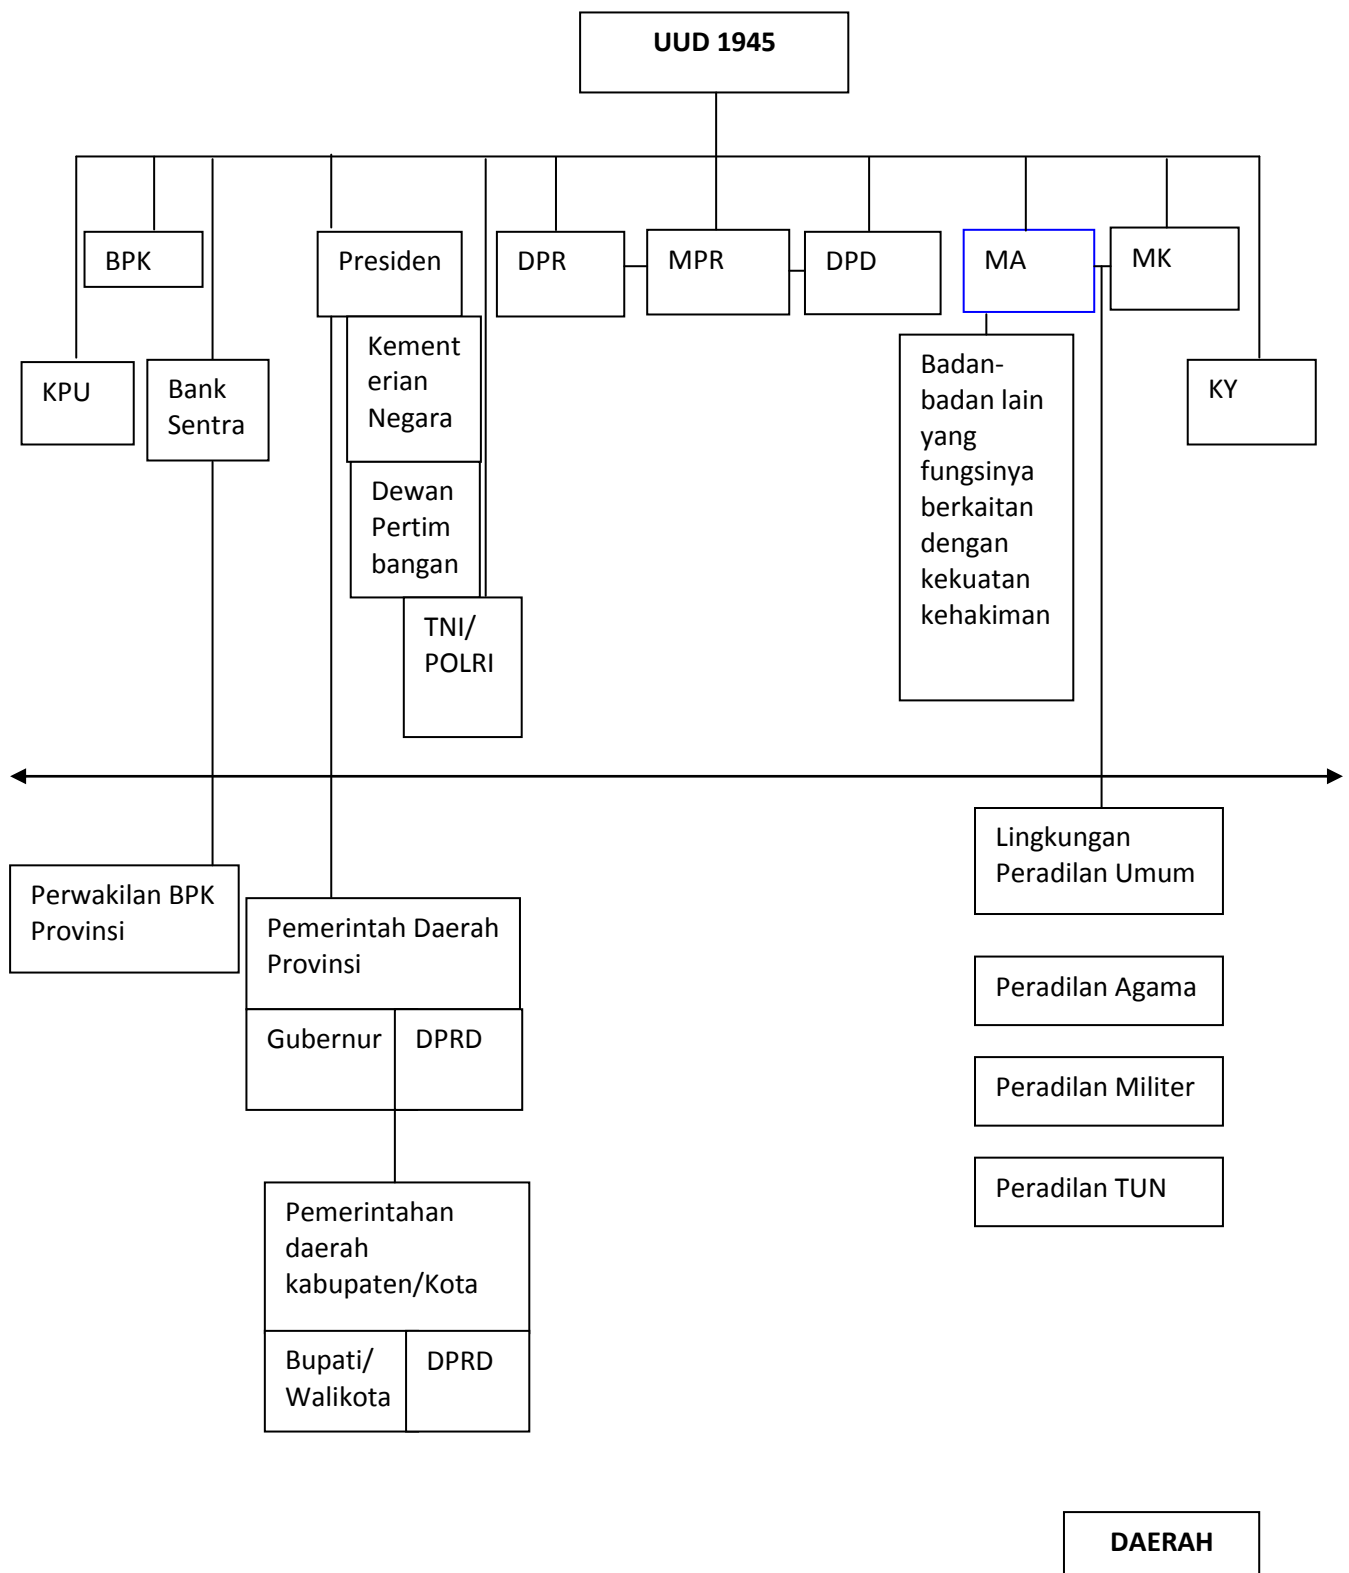 UUD 1945
BPK
Presiden
DPR
MPR
DPD
MA
MK
KPU
Bank
Sentra
Kement
erian
Negara
Dewan
Pertim
bangan
TNI/
POLRI
Badan-
badan lain
yang
fungsinya
berkaitan
dengan
kekuatan
kehakiman
KY
Perwakilan BPK
Provinsi
Pemerintah Daerah
Provinsi
Gubernur
DPRD
Pemerintahan
daerah
kabupaten/Kota
Bupati/
Walikota
DPRD
Lingkungan
Peradilan Umum
Peradilan Agama
Peradilan Militer
Peradilan TUN
DAERAH